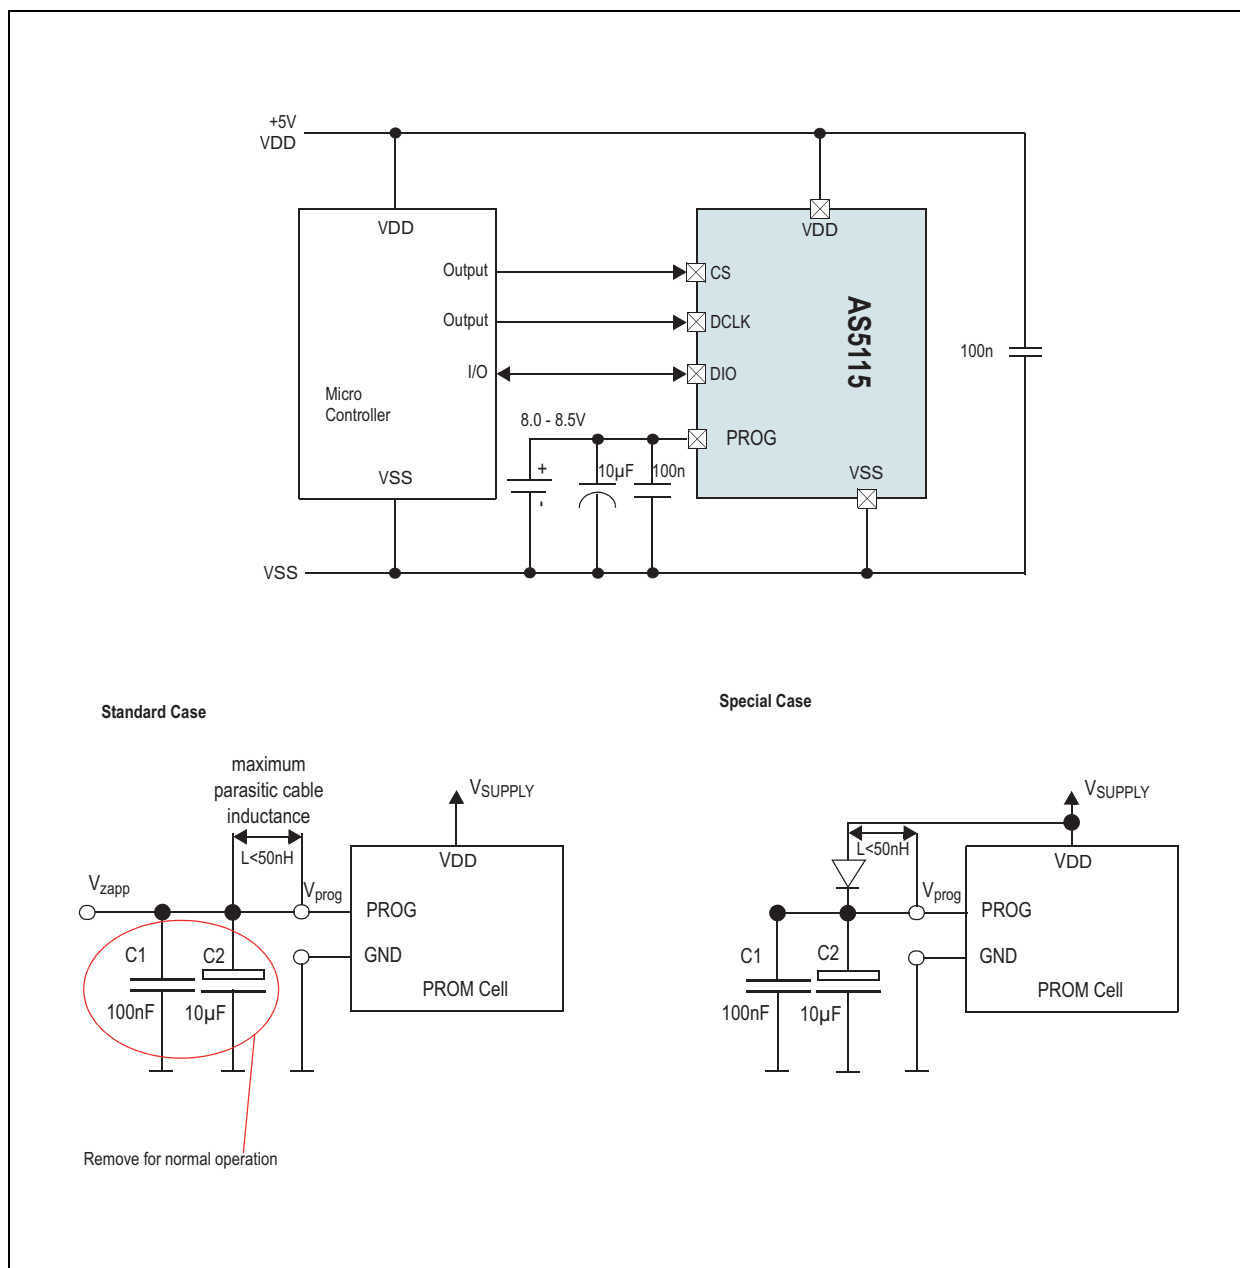 +5V
VDD
VDD
VDD
Output
CS
Output
DCLK
AS5115
100n
I/O
DIO
Micro
Controller
8.0 - 8.5V
PROG
+
10µF
100n
VSS
VSS
-
VSS
Standard Case
Special Case
maximum
parasitic cable
inductance
VSUPPLY
VSUPPLY
L<50nH
VDD
L<50nH
VDD
Vzapp
Vprog
PROG
Vprog
PROG
C1
C2
GND
C1
C2
GND
100nF
10µF
PROM Cell
100nF
10µF
PROM Cell
Remove for normal operation